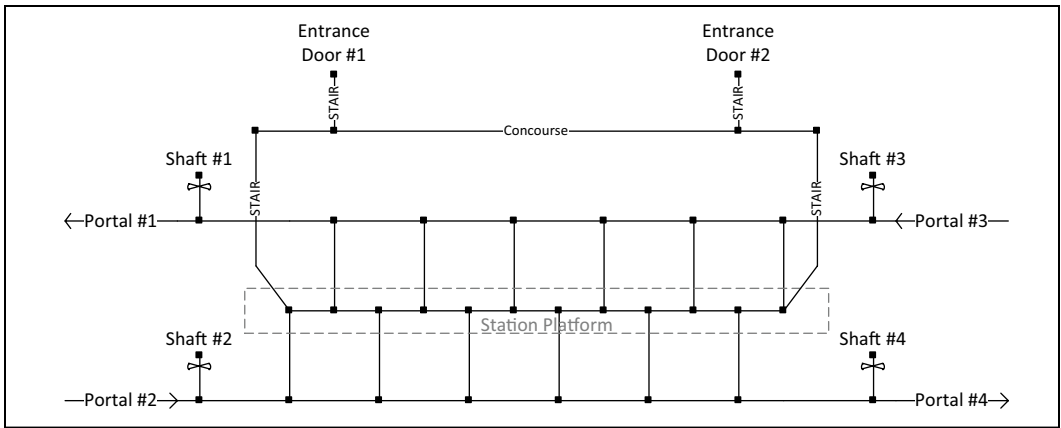 Entrance
Door #1
Entrance
Door #2
STAIR
STAIR
Concourse
Shaft #1
Shaft #3
STAIR
STAIR
Portal #1
Portal #3
Station Platform
Shaft #2
Shaft #4
Portal #2
Portal #4